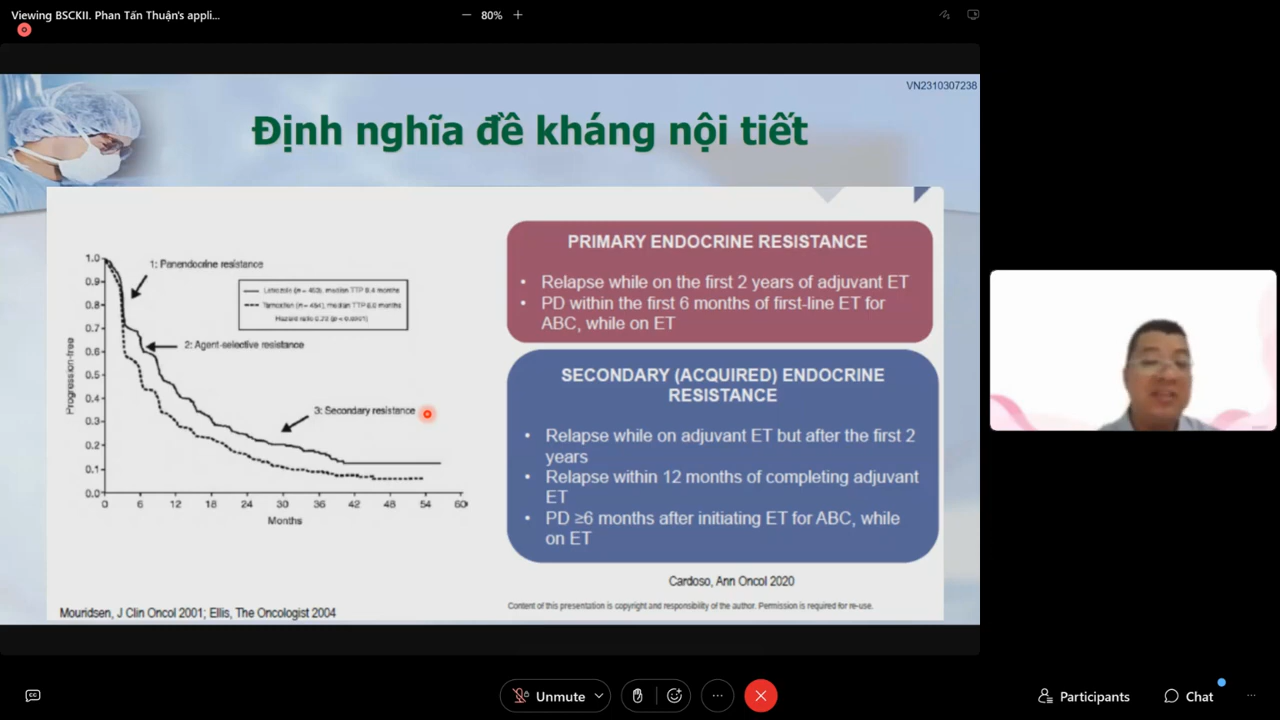 Viewing BSCKII. Phan Tấn Thuận's appli...
80%
VN2310307238
Định nghĩa đề kháng nội tiết
1: Panendocrine resistance
2: Agent-selective resistance
3: Secondary resistance
Progression-free
1.0
0.9
0.8
0.7
0.6
0.5
0.4
0.3
0.2
0.1
0.0
0 6 12 18 24 30 36 42 48 54 60
Months
PRIMARY ENDOCRINE RESISTANCE
• Relapse while on the first 2 years of adjuvant ET
• PD within the first 6 months of first-line ET for
ABC, while on ET
SECONDARY (ACQUIRED) ENDOCRINE
RESISTANCE
• Relapse while on adjuvant ET but after the first 2
years
• Relapse within 12 months of completing adjuvant
ET
• PD ≥6 months after initiating ET for ABC, while
on ET
Cardoso, Ann Oncol 2020
Content of this presentation is copyright and responsibility of the author. Permission is required for re-use.
Mouridsen, J Clin Oncol 2001; Ellis, The Oncologist 2004
CC
Unmute
Participants
Chat